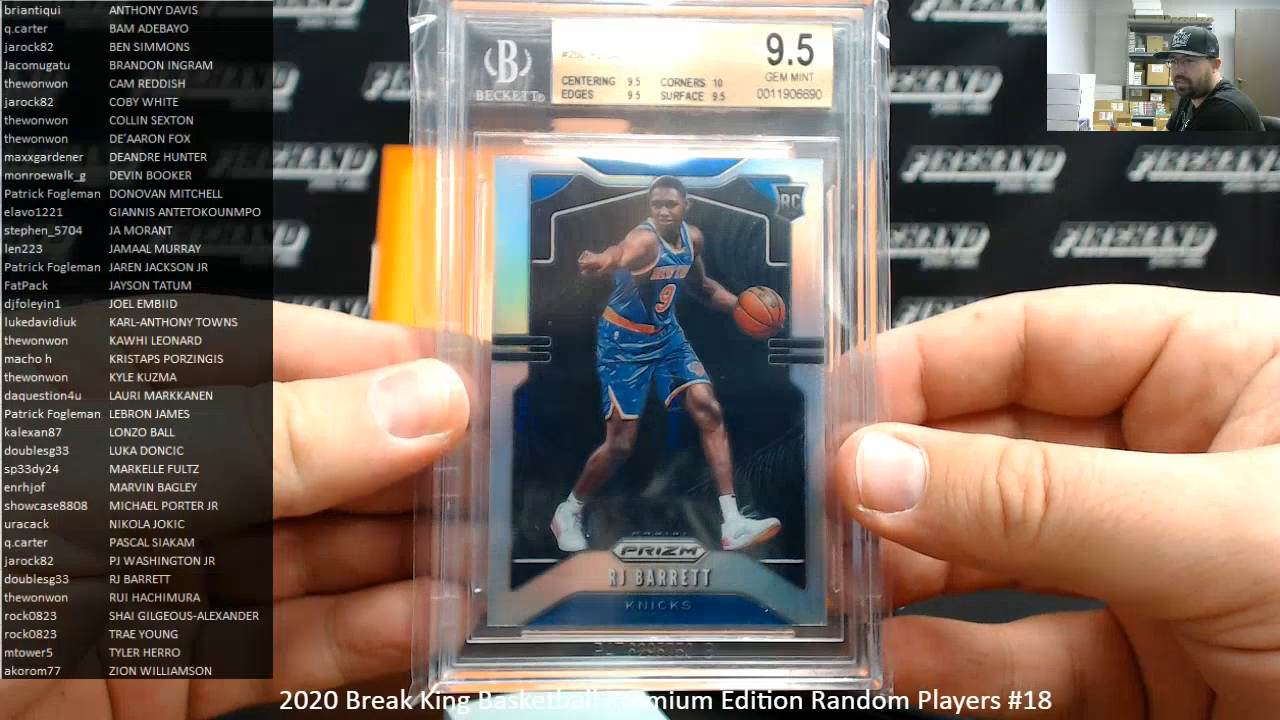 briantiqui ANTHONY DAVIS
q.carter BAM ADEBAYO
jarock82 BEN SIMMONS
Jacomugatu BRANDON INGRAM
thewonwon CAM REDDISH
jarock82 COBY WHITE
thewonwon COLLIN SEXTON
thewonwon DE'AARON FOX
maxxgardener DEANDRE HUNTER
monroewalk_g DEVIN BOOKER
Patrick Fogleman DONOVAN MITCHELL
elavo1221 GIANNIS ANTETOKOUNMPO
stephen_5704 JA MORANT
len223 JAMAAL MURRAY
Patrick Fogleman JAREN JACKSON JR
FatPack JAYSON TATUM
djfoleyin1 JOEL EMBIID
lukedavidiuk KARL-ANTHONY TOWNS
thewonwon KAWHI LEONARD
macho h KRISTAPS PORZINGIS
thewonwon KYLE KUZMA
daquestion4u LAURI MARKKANEN
Patrick Fogleman LEBRON JAMES
kalexan87 LONZO BALL
doublesg33 LUKA DONCIC
sp33dy24 MARKELLE FULTZ
enrhjof MARVIN BAGLEY
showcase8808 MICHAEL PORTER JR
uracack NIKOLA JOKIC
q.carter PASCAL SIAKAM
jarock82 PJ WASHINGTON JR
doublesg33 RJ BARRETT
thewonwon RUI HACHIMURA
rock0823 SHAI GILGEOUS-ALEXANDER
rock0823 TRAE YOUNG
mtower5 TYLER HERRO
akorom77 ZION WILLIAMSON
B
BECKETT
9.5
GEM MINT
CENTERING 9.5 CORNERS 10
EDGES 9.5 SURFACE 9.5
0011906690
RC
NEW YORK
9
PANINI
PRIZM
RJ BARRETT
KNICKS
2020 Break King Basketball Premium Edition Random Players #18